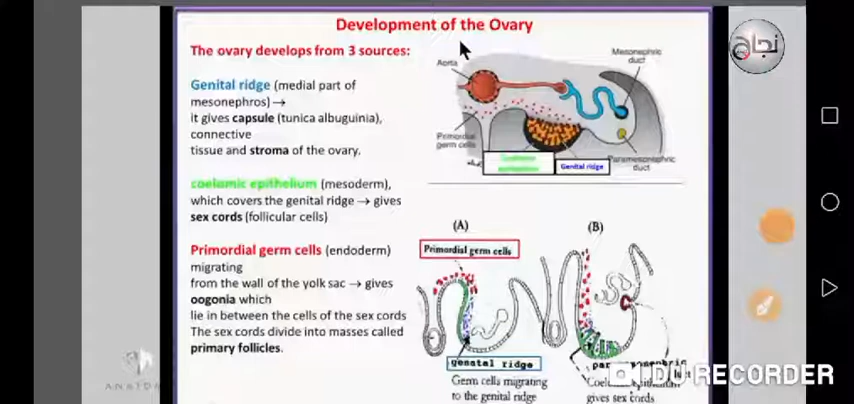 Development of the Ovary
The ovary develops from 3 sources:
Genital ridge (medial part of
mesonephros) →
it gives capsule (tunica albuguinia),
connective
tissue and stroma of the ovary.
coelomic epithelium (mesoderm),
which covers the genital ridge → gives
sex cords (follicular cells)
Primordial germ cells (endoderm)
migrating
from the wall of the yolk sac → gives
oogonia which
lie in between the cells of the sex cords
The sex cords divide into masses called
primary follicles.
Mesonephric
duct
Aorta
Primordial
germ cells
Genital ridge
Paramesonephric
duct
(A)
(B)
Primordial germ cells
genetal ridge
Germ cells migrating
to the genital ridge
gives sex cords
نجاح
DU RECORDER